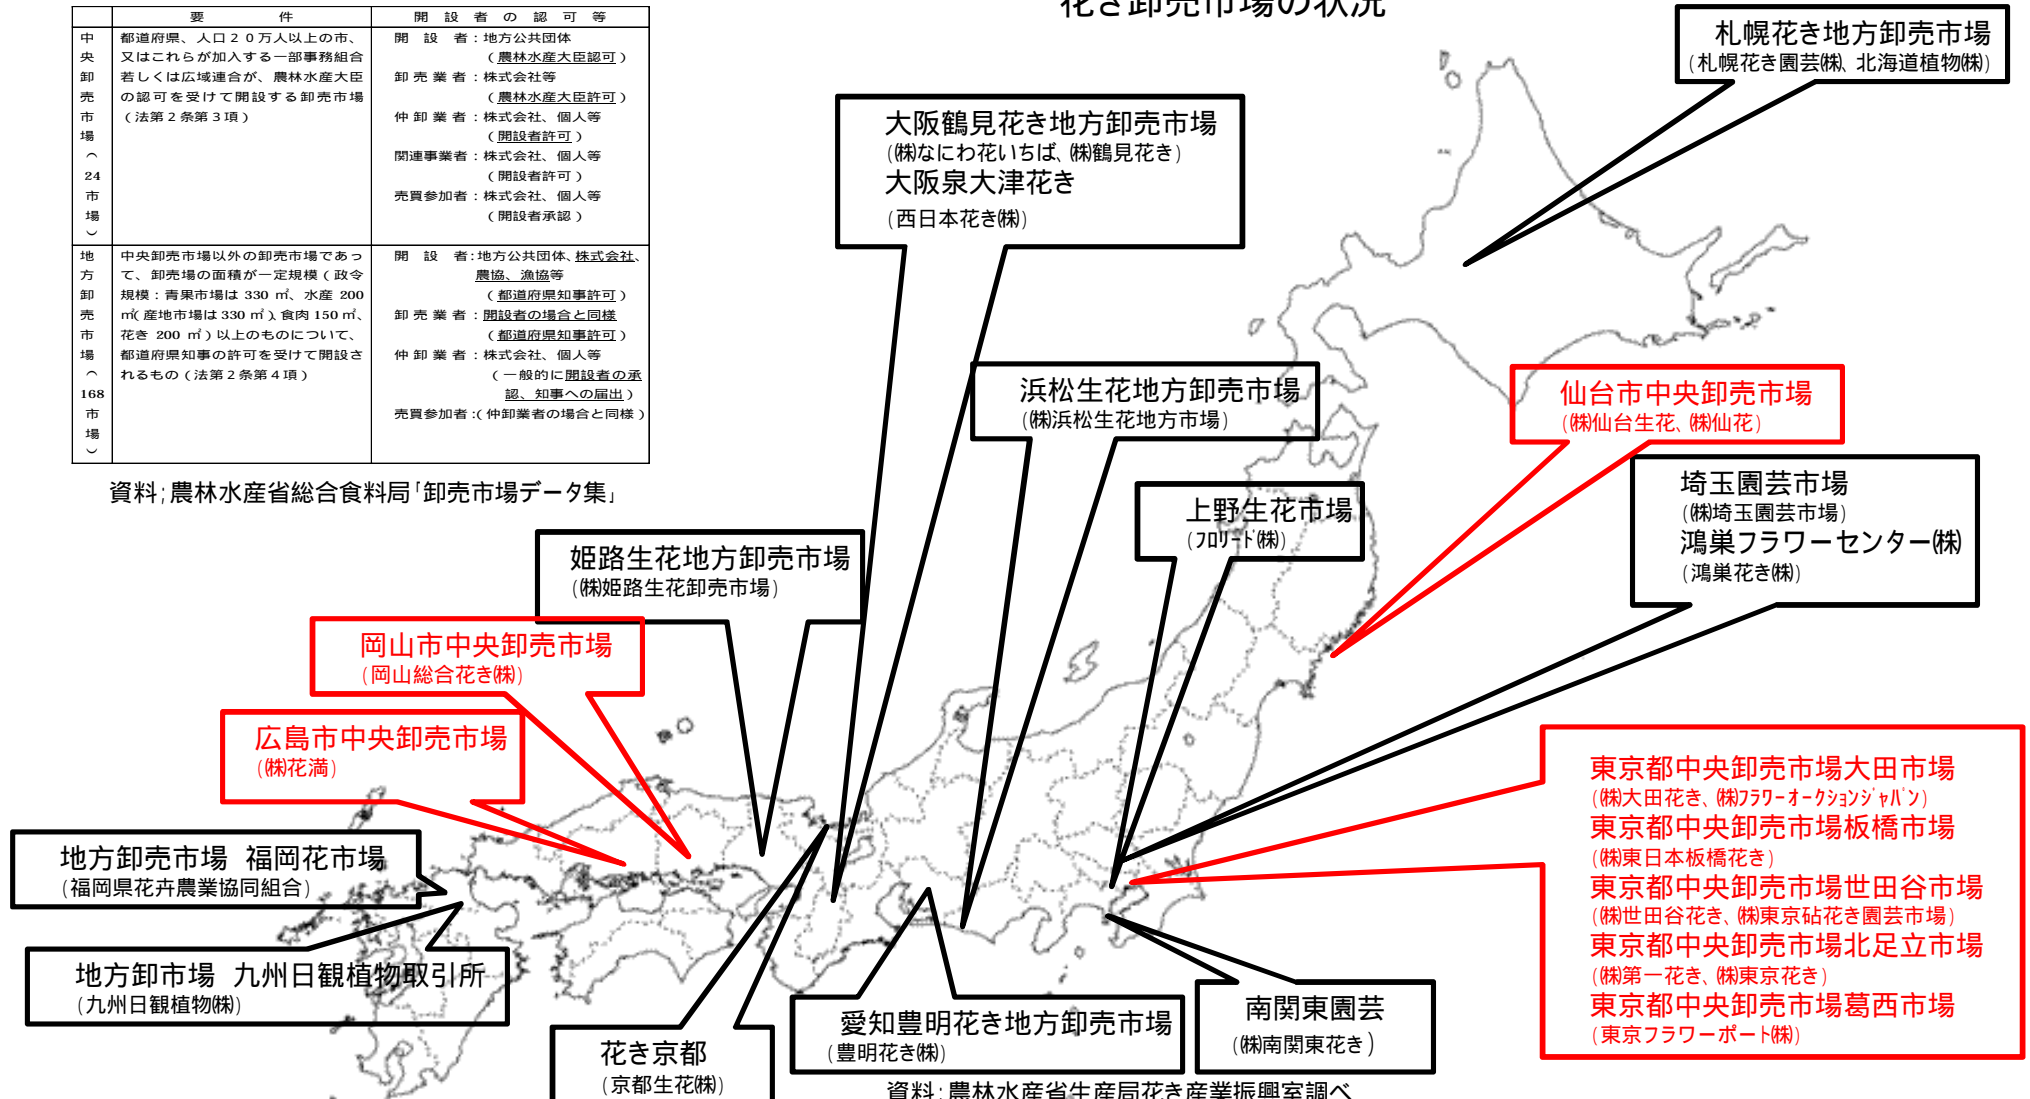 花き卸売市場の状況
要 件
開 設 者 の 認 可 等
中央卸売市場（24市場）
都道府県、人口２０万人以上の市、
又はこれらが加入する一部事務組合
若しくは広域連合が、農林水産大臣
の認可を受けて開設する卸売市場
（法第２条第３項）
開 設 者：地方公共団体
（農林水産大臣認可）
卸 売 業 者：株式会社等
（農林水産大臣許可）
仲 卸 業 者：株式会社、個人等
（開設者許可）
関連事業者：株式会社、個人等
（開設者許可）
売買参加者：株式会社、個人等
（開設者承認）
地方卸売市場（168市場）
中央卸売市場以外の卸売市場であっ
て、卸売場の面積が一定規模（政令
規模：青果市場は 330 ㎡、水産 200
㎡（産地市場は 330 ㎡）、食肉 150 ㎡、
花き 200 ㎡）以上のものについて、
都道府県知事の許可を受けて開設さ
れるもの（法第２条第４項）
開 設 者：地方公共団体、株式会社、
農協、漁協等
（都道府県知事許可）
卸 売 業 者：開設者の場合と同様
（都道府県知事許可）
仲 卸 業 者：株式会社、個人等
（一般的に開設者の承
認、知事への届出）
売買参加者：（仲卸業者の場合と同様）
資料；農林水産省総合食料局「卸売市場データ集」
札幌花き地方卸売市場
(札幌花き園芸㈱、北海道植物㈱)
大阪鶴見花き地方卸売市場
(㈱なにわ花いちば、㈱鶴見花き)
大阪泉大津花き
(西日本花き㈱)
浜松生花地方卸売市場
(㈱浜松生花地方市場)
仙台市中央卸売市場
(㈱仙台生花、㈱仙花)
埼玉園芸市場
(㈱埼玉園芸市場)
鴻巣フラワーセンター㈱
(鴻巣花き㈱)
上野生花市場
(ﾌﾛﾘｰﾄﾞ㈱)
姫路生花地方卸売市場
(㈱姫路生花卸売市場)
岡山市中央卸売市場
(岡山総合花き㈱)
広島市中央卸売市場
(㈱花満)
東京都中央卸売市場大田市場
(㈱大田花き、㈱ﾌﾗﾜｰｵｰｸｼｮﾝｼﾞｬﾊﾟﾝ)
東京都中央卸売市場板橋市場
(㈱東日本板橋花き)
東京都中央卸売市場世田谷市場
(㈱世田谷花き、㈱東京砧花き園芸市場)
東京都中央卸売市場北足立市場
(㈱第一花き、㈱東京花き)
東京都中央卸売市場葛西市場
(東京フラワーポート㈱)
地方卸売市場 福岡花市場
(福岡県花卉農業協同組合)
地方卸市場 九州日観植物取引所
(九州日観植物㈱)
花き京都
(京都生花㈱)
愛知豊明花き地方卸売市場
(豊明花き㈱)
南関東園芸
(㈱南関東花き)
資料；農林水産省生産局花き産業振興室調べ